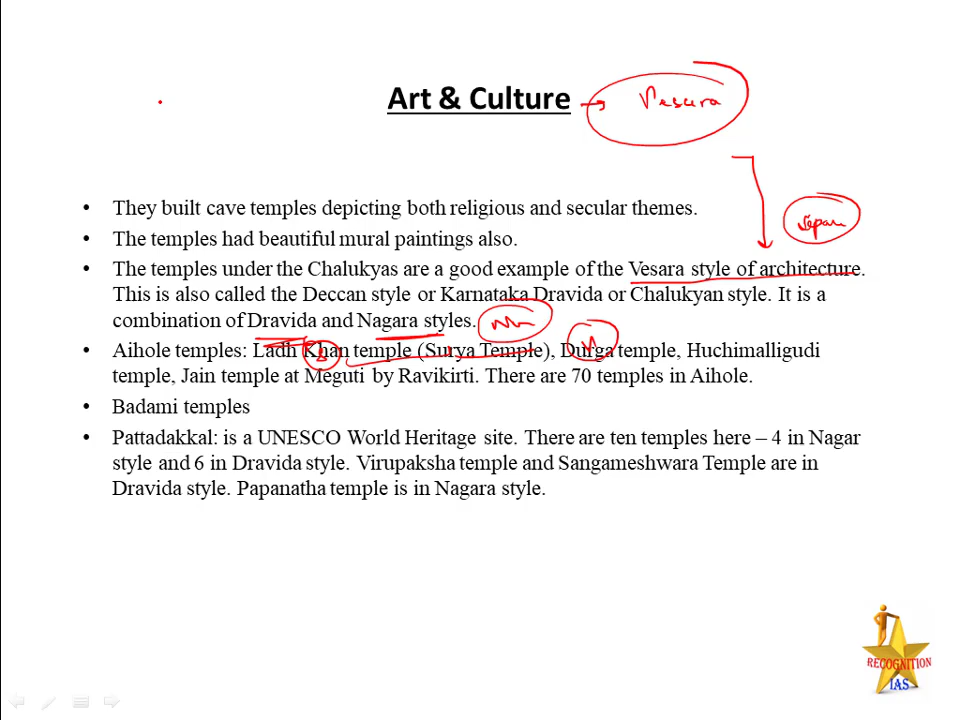 Art & Culture
Vesura
• They built cave temples depicting both religious and secular themes.
• The temples had beautiful mural paintings also.
• The temples under the Chalukyas are a good example of the Vesara style of architecture.
This is also called the Deccan style or Karnataka Dravida or Chalukyan style. It is a
combination of Dravida and Nagara styles.
• Aihole temples: Ladh Khan temple (Surya Temple), Durga temple, Huchimalligudi
temple, Jain temple at Meguti by Ravikirti. There are 70 temples in Aihole.
• Badami temples
• Pattadakkal: is a UNESCO World Heritage site. There are ten temples here – 4 in Nagar
style and 6 in Dravida style. Virupaksha temple and Sangameshwara Temple are in
Dravida style. Papanatha temple is in Nagara style.
RECOGNITION
IAS